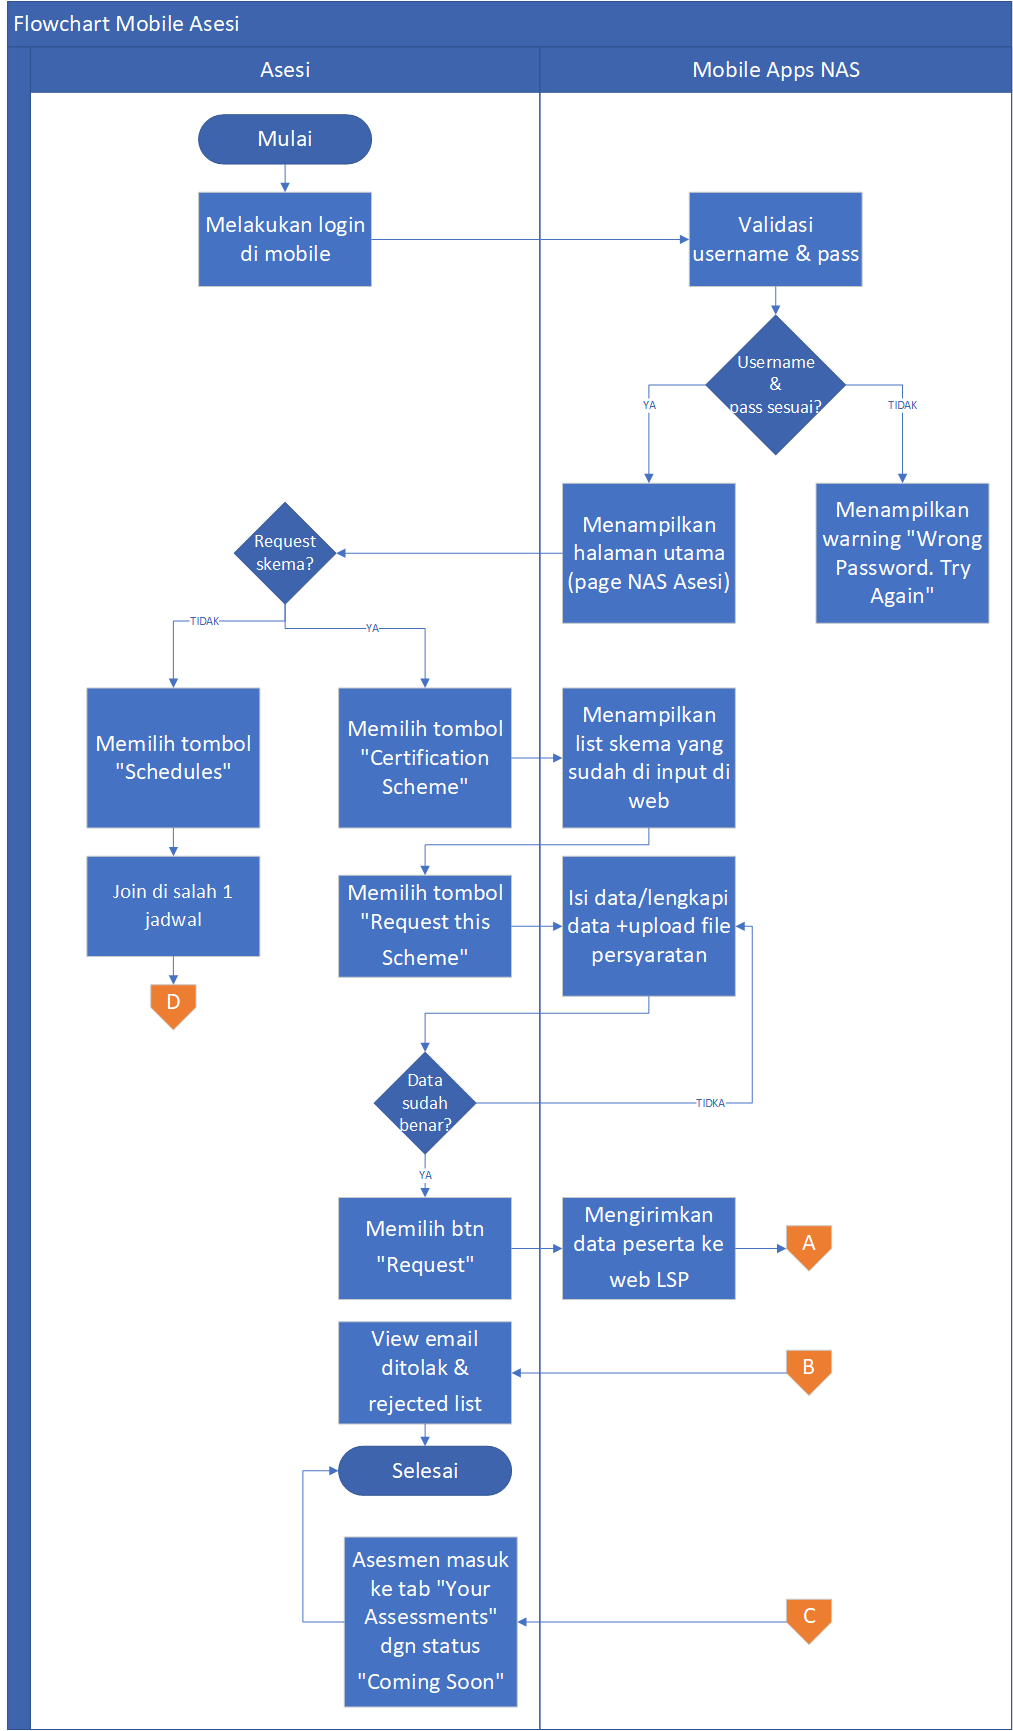 Flowchart Mobile Asesi
Asesi
Mobile Apps NAS
Mulai
Melakukan login
di mobile
Validasi
username & pass
Username
&
pass sesuai?
YA
TIDAK
Menampilkan
halaman utama
(page NAS Asesi)
Menampilkan
warning "Wrong
Password. Try
Again"
Request
skema?
TIDAK
YA
Memilih tombol
"Schedules"
Memilih tombol
"Certification
Scheme"
Menampilkan
list skema yang
sudah di input di
web
Join di salah 1
jadwal
Memilih tombol
"Request this
Scheme"
Isi data/lengkapi
data +upload file
persyaratan
D
Data
sudah
benar?
TIDKA
YA
Memilih btn
"Request"
Mengirimkan
data peserta ke
web LSP
A
View email
ditolak &
rejected list
B
Selesai
Asesmen masuk
ke tab "Your
Assessments"
dgn status
"Coming Soon"
C